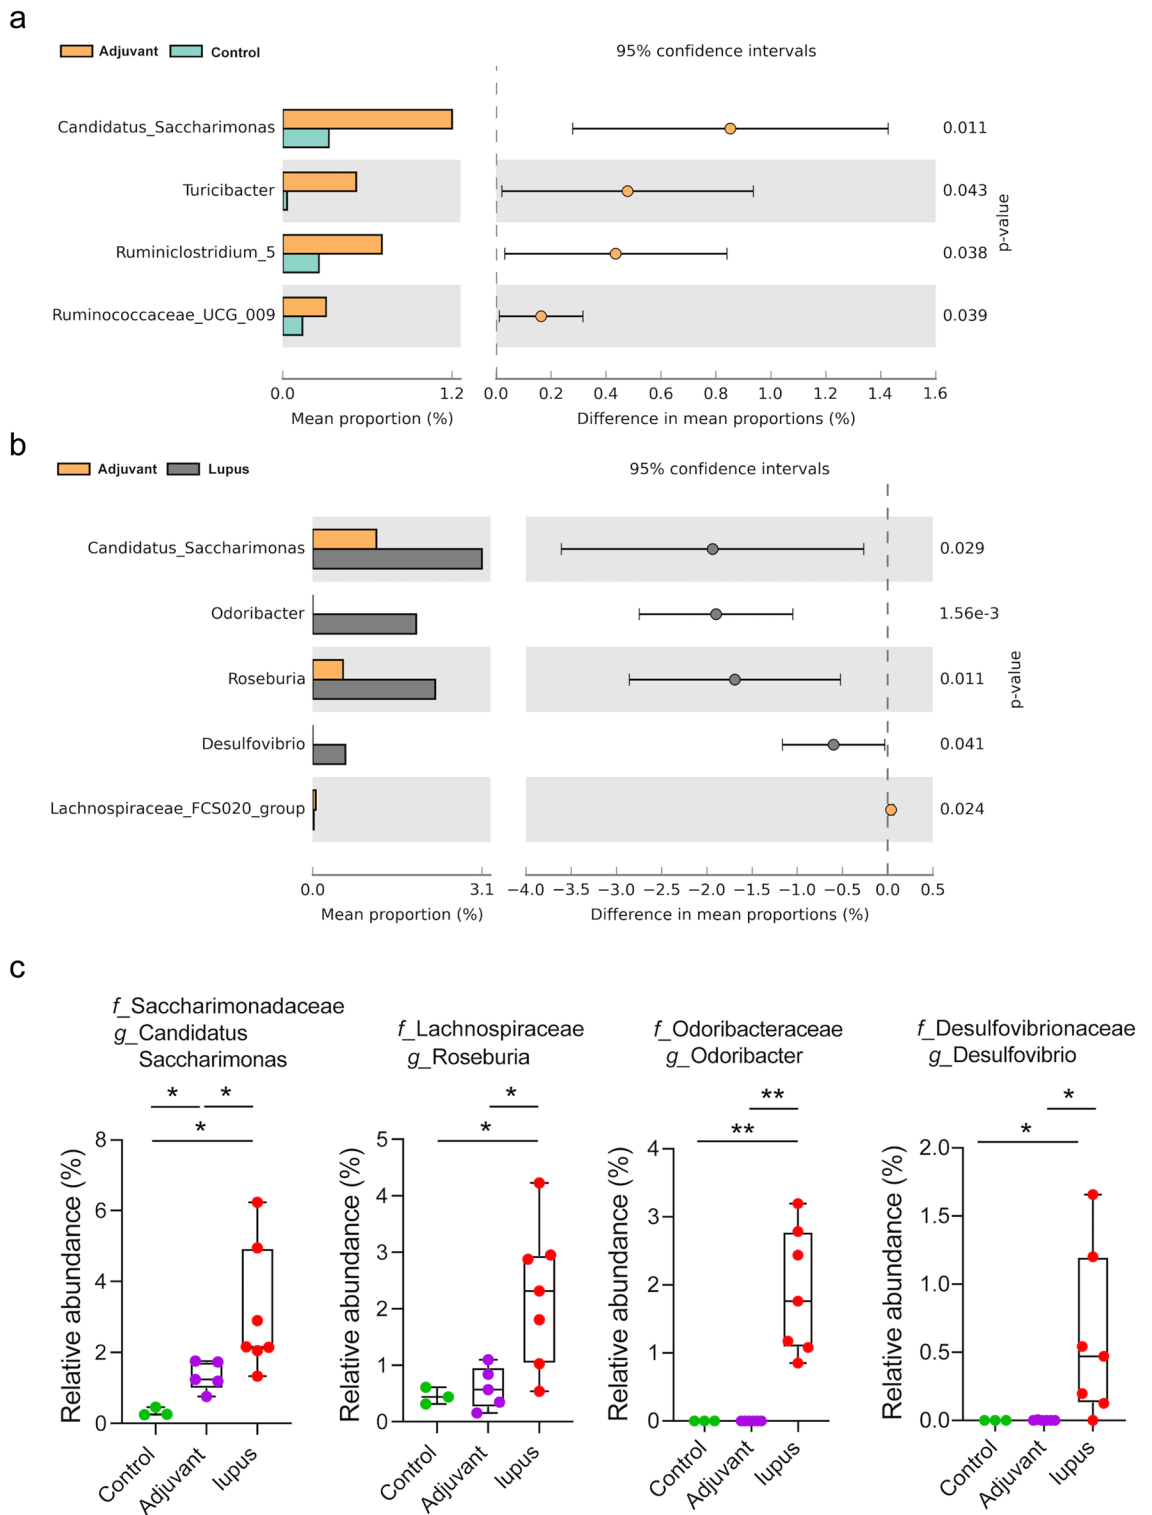 a
Adjuvant Control
95% confidence intervals
Candidatus_Saccharimonas 0.011
Turicibacter 0.043
Ruminiclostridium_5 0.038
Ruminococcaceae_UCG_009 0.039
p-value
0.0 1.2 0.0 0.2 0.4 0.6 0.8 1.0 1.2 1.4 1.6
Mean proportion (%) Difference in mean proportions (%)
b
Adjuvant Lupus
95% confidence intervals
Candidatus_Saccharimonas 0.029
Odoribacter 1.56e-3
Roseburia 0.011
Desulfovibrio 0.041
Lachnospiraceae_FCS020_group 0.024
p-value
0.0 3.1 −4.0 −3.5 −3.0 −2.5 −2.0 −1.5 −1.0 −0.5 0.0 0.5
Mean proportion (%) Difference in mean proportions (%)
c
f_Saccharimonadaceae
g_Candidatus
Saccharimonas
* *
*
Relative abundance (%)
8
6
4
2
0
Control Adjuvant lupus
f_Lachnospiraceae
g_Roseburia
*
*
Relative abundance (%)
5
4
3
2
1
0
Control Adjuvant lupus
f_Odoribacteraceae
g_Odoribacter
**
**
Relative abundance (%)
4
3
2
1
0
Control Adjuvant lupus
f_Desulfovibrionaceae
g_Desulfovibrio
*
*
Relative abundance (%)
2.0
1.5
1.0
0.5
0.0
Control Adjuvant lupus